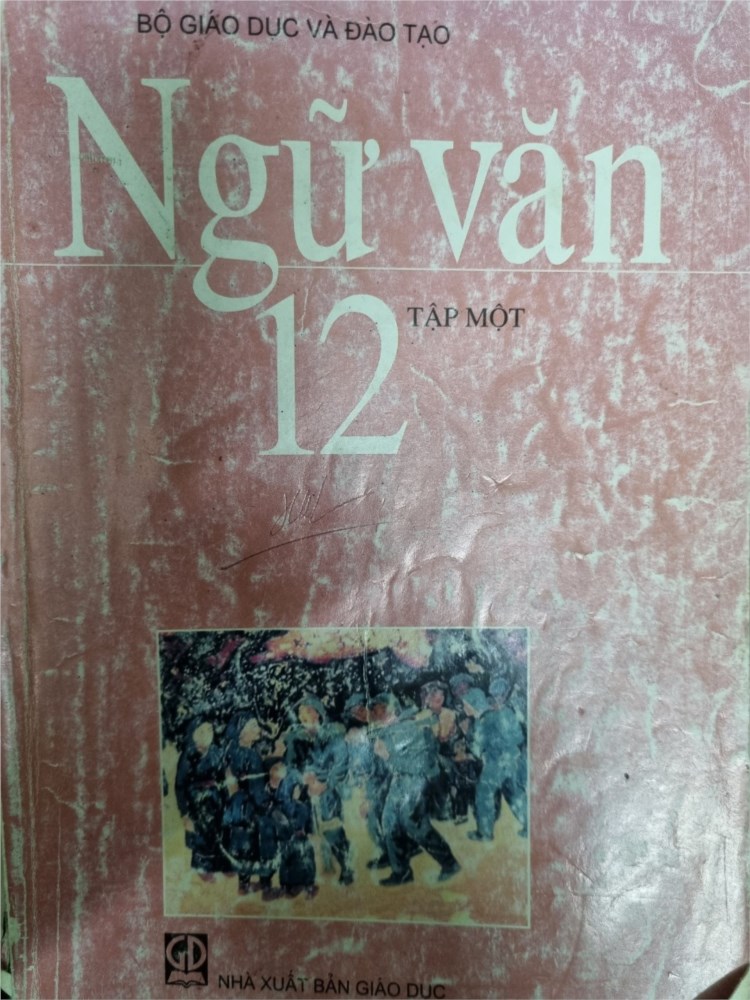 BỘ GIÁO DỤC VÀ ĐÀO TẠO
Ngữ văn
12
TẬP MỘT
GD
NHÀ XUẤT BẢN GIÁO DỤC